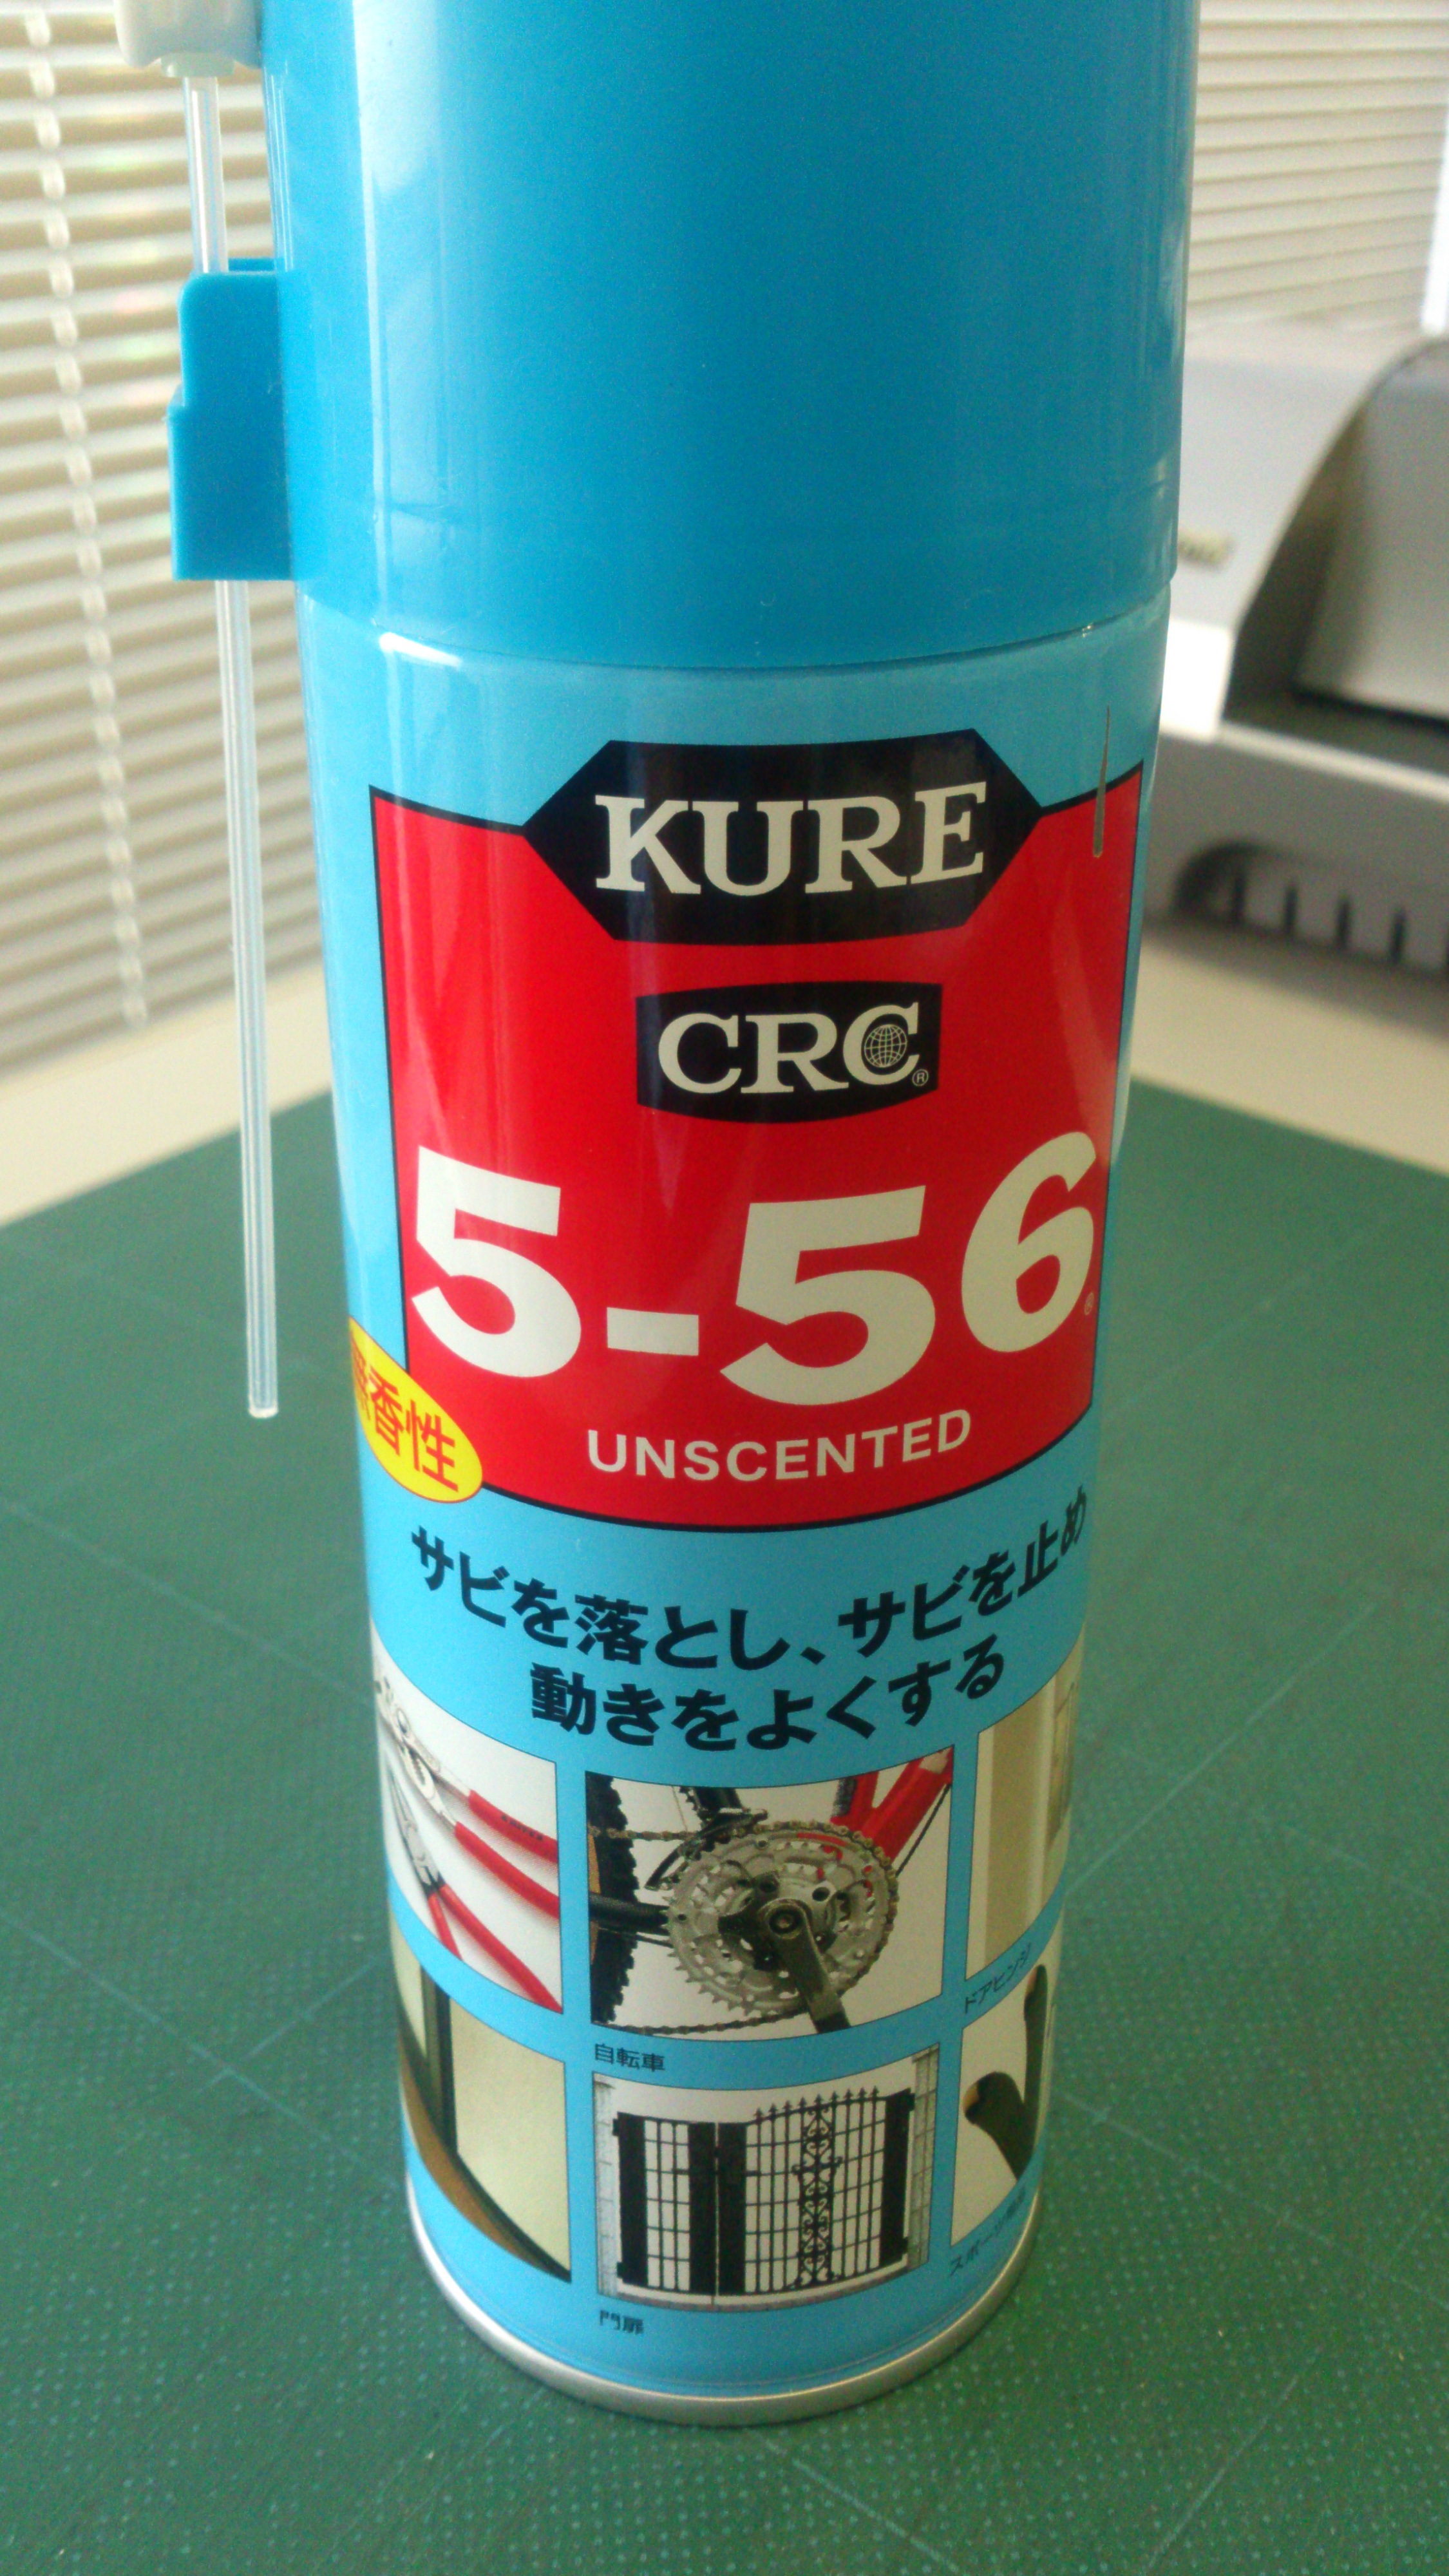 KURE
CRC®
5-56®
UNSCENTED
無香性
サビを落とし、サビを止め
動きをよくする
自転車
ドアヒンジ
門扉